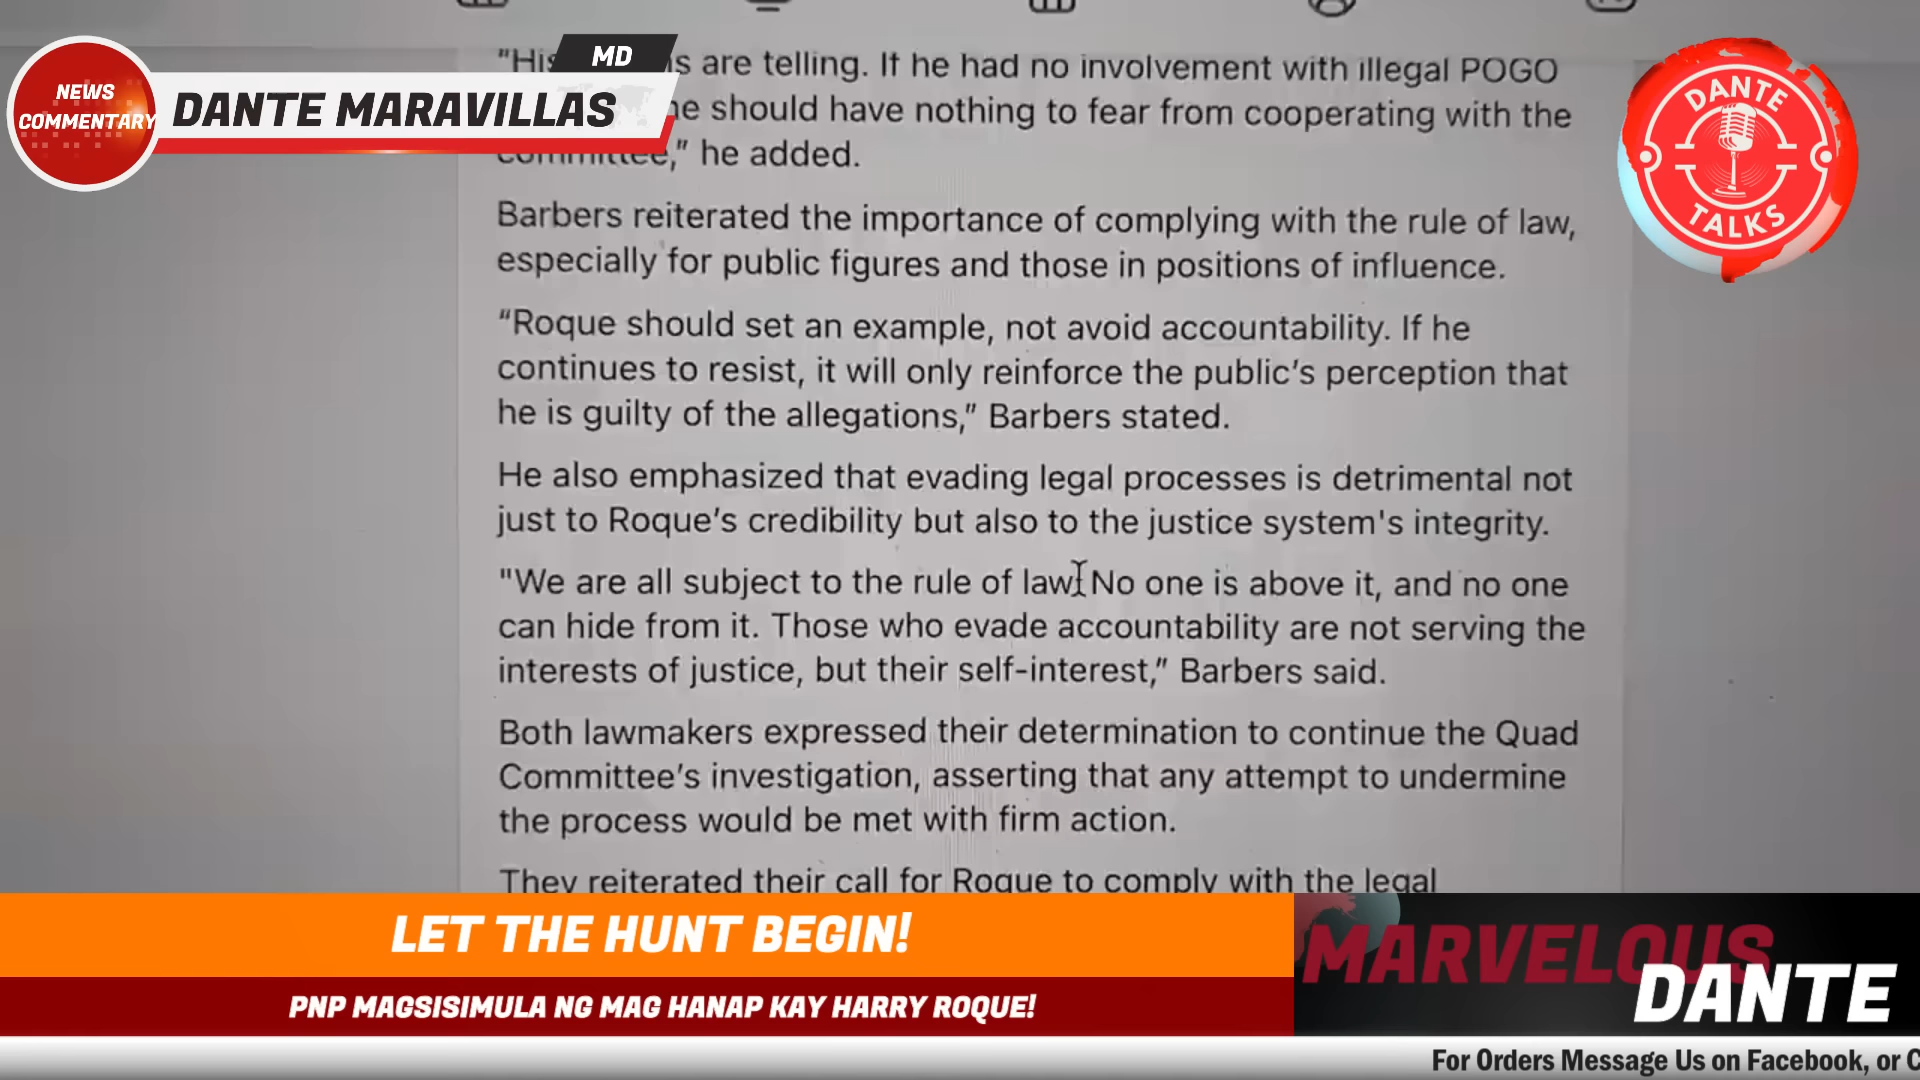 "His are telling. If he had no involvement with illegal POGO
he should have nothing to fear from cooperating with the
committee," he added.
MD
NEWS
COMMENTARY
DANTE MARAVILLAS
DANTE
TALKS
Barbers reiterated the importance of complying with the rule of law,
especially for public figures and those in positions of influence.
“Roque should set an example, not avoid accountability. If he
continues to resist, it will only reinforce the public’s perception that
he is guilty of the allegations,” Barbers stated.
He also emphasized that evading legal processes is detrimental not
just to Roque’s credibility but also to the justice system's integrity.
"We are all subject to the rule of law. No one is above it, and no one
can hide from it. Those who evade accountability are not serving the
interests of justice, but their self-interest,” Barbers said.
Both lawmakers expressed their determination to continue the Quad
Committee’s investigation, asserting that any attempt to undermine
the process would be met with firm action.
They reiterated their call for Roque to comply with the legal
LET THE HUNT BEGIN!
PNP MAGSISIMULA NG MAG HANAP KAY HARRY ROQUE!
MARVELOUS
DANTE
For Orders Message Us on Facebook, or C